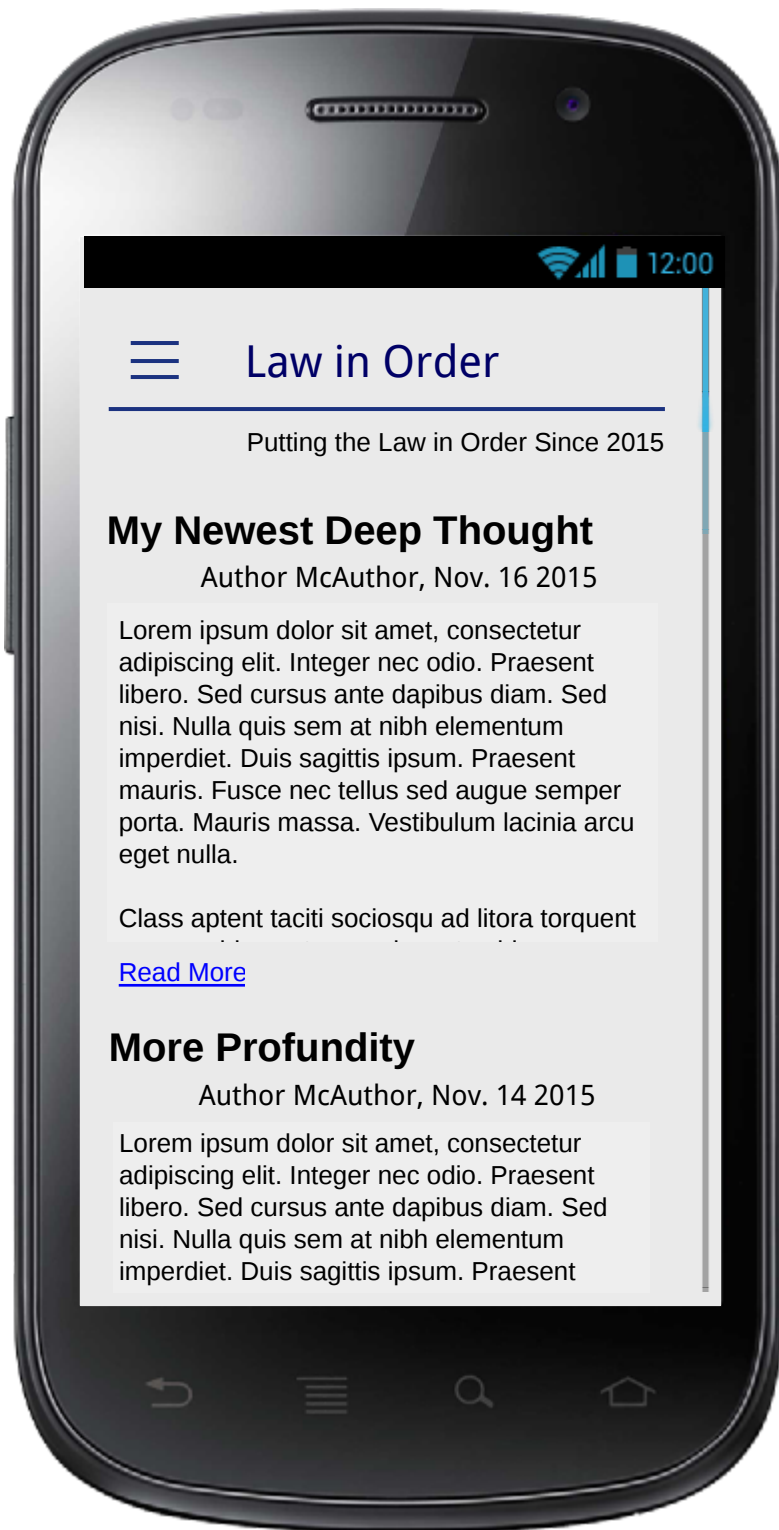 12:00
Law in Order
Putting the Law in Order Since 2015
My Newest Deep Thought
Author McAuthor, Nov. 16 2015
Lorem ipsum dolor sit amet, consectetur
adipiscing elit. Integer nec odio. Praesent
libero. Sed cursus ante dapibus diam. Sed
nisi. Nulla quis sem at nibh elementum
imperdiet. Duis sagittis ipsum. Praesent
mauris. Fusce nec tellus sed augue semper
porta. Mauris massa. Vestibulum lacinia arcu
eget nulla.
Class aptent taciti sociosqu ad litora torquent
Read More
More Profundity
Author McAuthor, Nov. 14 2015
Lorem ipsum dolor sit amet, consectetur
adipiscing elit. Integer nec odio. Praesent
libero. Sed cursus ante dapibus diam. Sed
nisi. Nulla quis sem at nibh elementum
imperdiet. Duis sagittis ipsum. Praesent